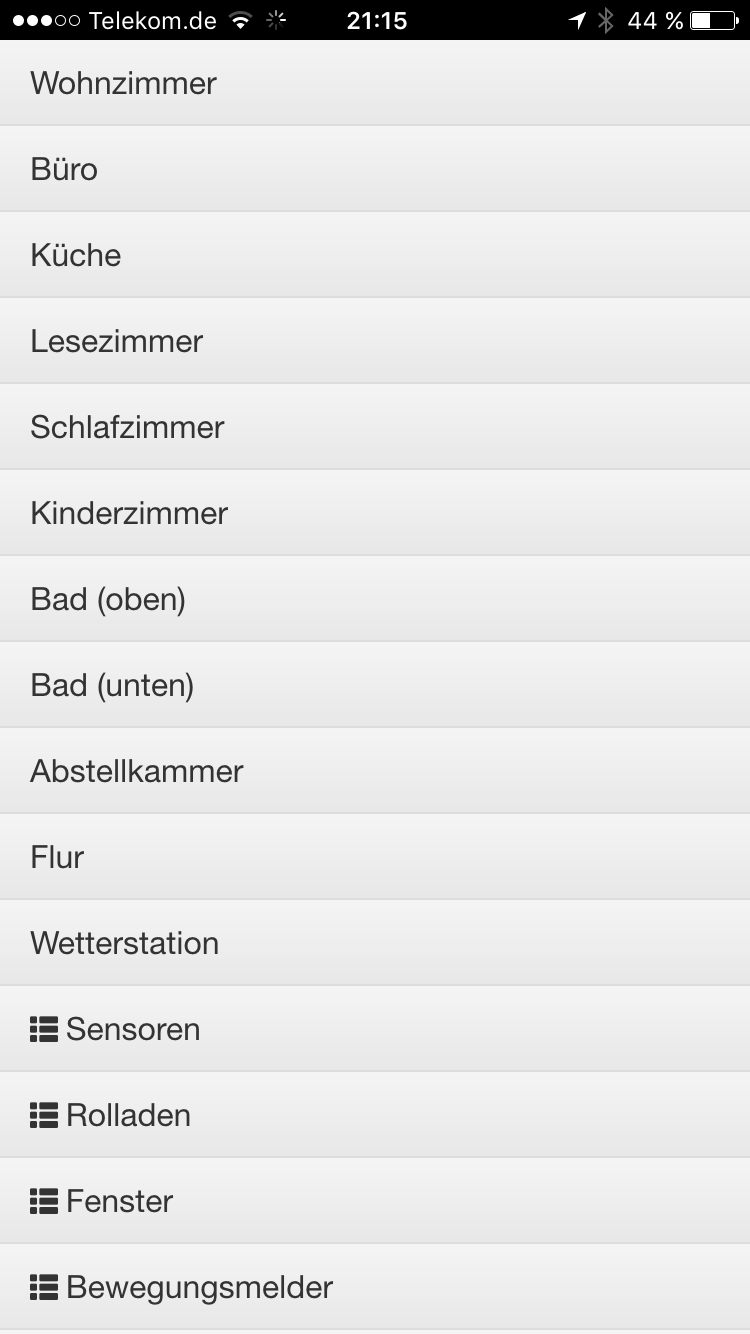 Telekom.de 21:15 44 %
Wohnzimmer
Büro
Küche
Lesezimmer
Schlafzimmer
Kinderzimmer
Bad (oben)
Bad (unten)
Abstellkammer
Flur
Wetterstation
Sensoren
Rolladen
Fenster
Bewegungsmelder